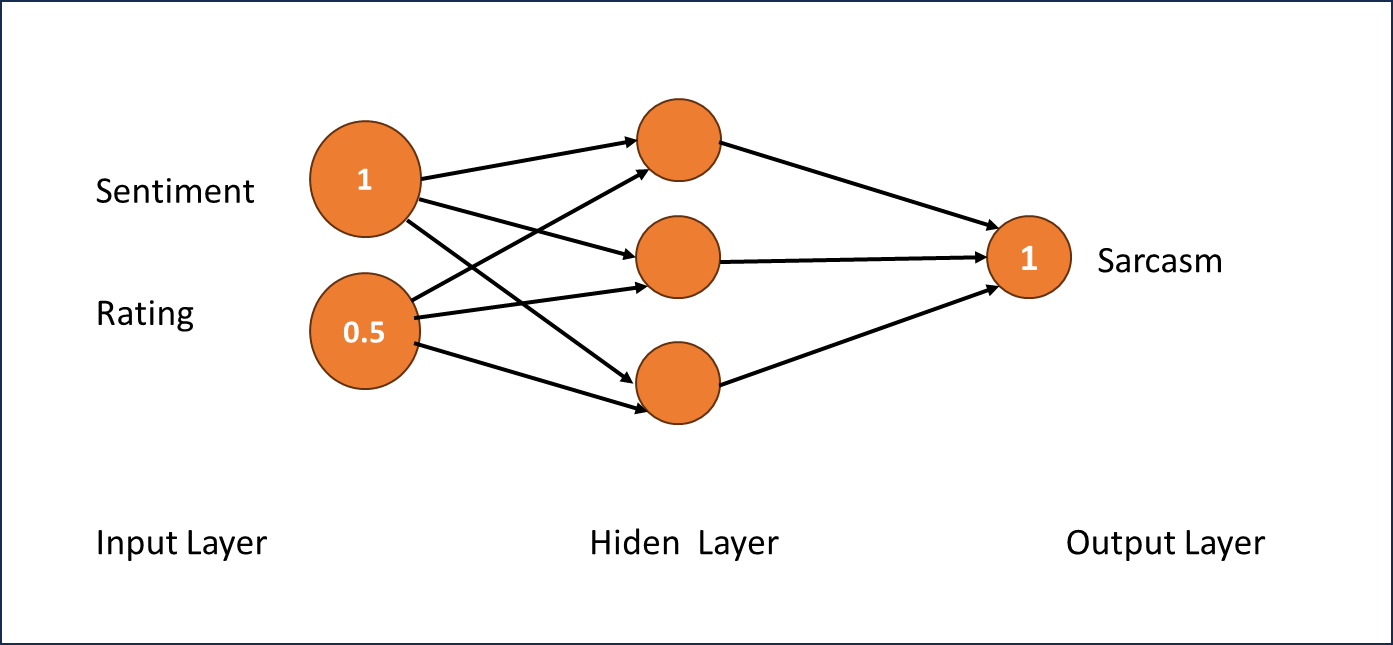 Sentiment
1
Rating
0.5
1
Sarcasm
Input Layer
Hiden  Layer
Output Layer